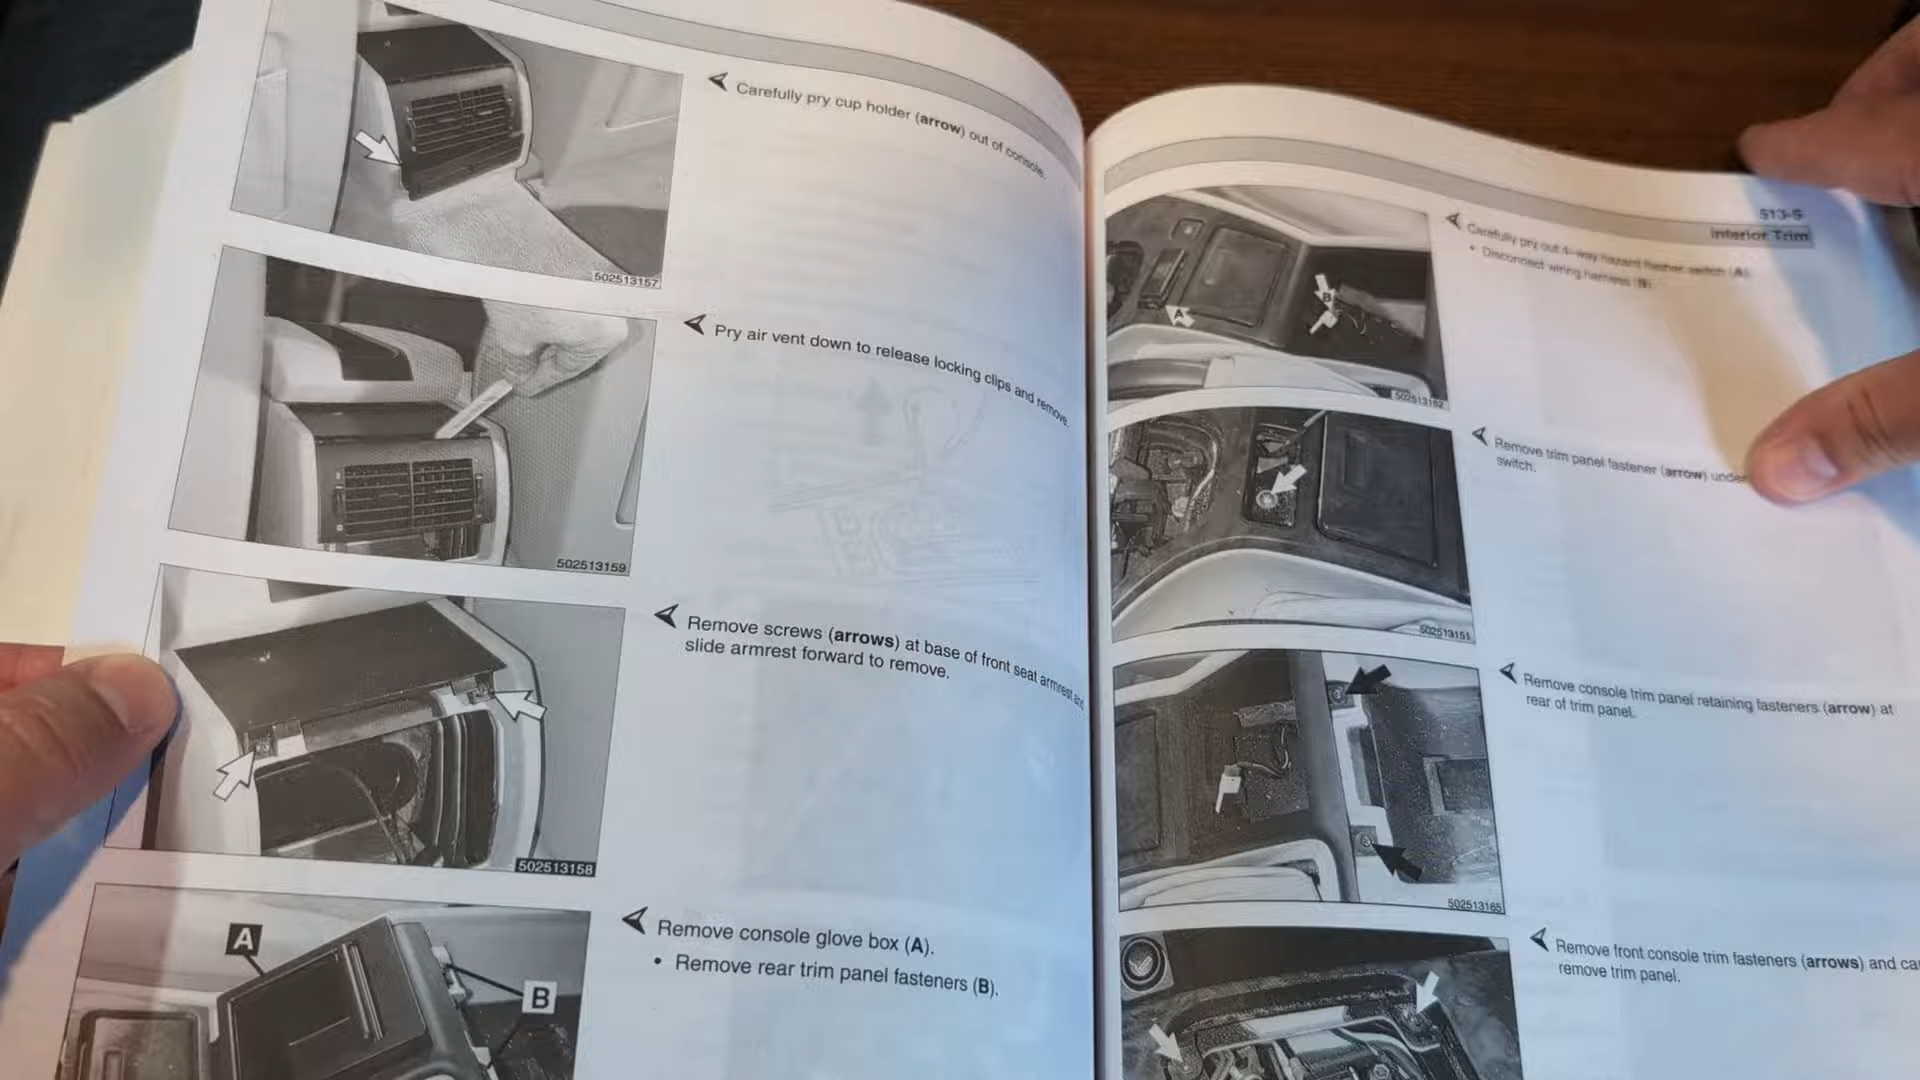 Carefully pry cup holder (arrow) out of console.
502513157
Pry air vent down to release locking clips and remove.
502513159
Remove screws (arrows) at base of front seat armrest and
slide armrest forward to remove.
502513158
A
B
Remove console glove box (A).
• Remove rear trim panel fasteners (B).
513-5
Interior Trim
A
B
Carefully pry out 4-way hazard flasher switch (A).
• Disconnect wiring harness (B).
502513162
Remove trim panel fastener (arrow) under
switch.
502513151
Remove console trim panel retaining fasteners (arrow) at
rear of trim panel.
502513165
Remove front console trim fasteners (arrows) and
remove trim panel.